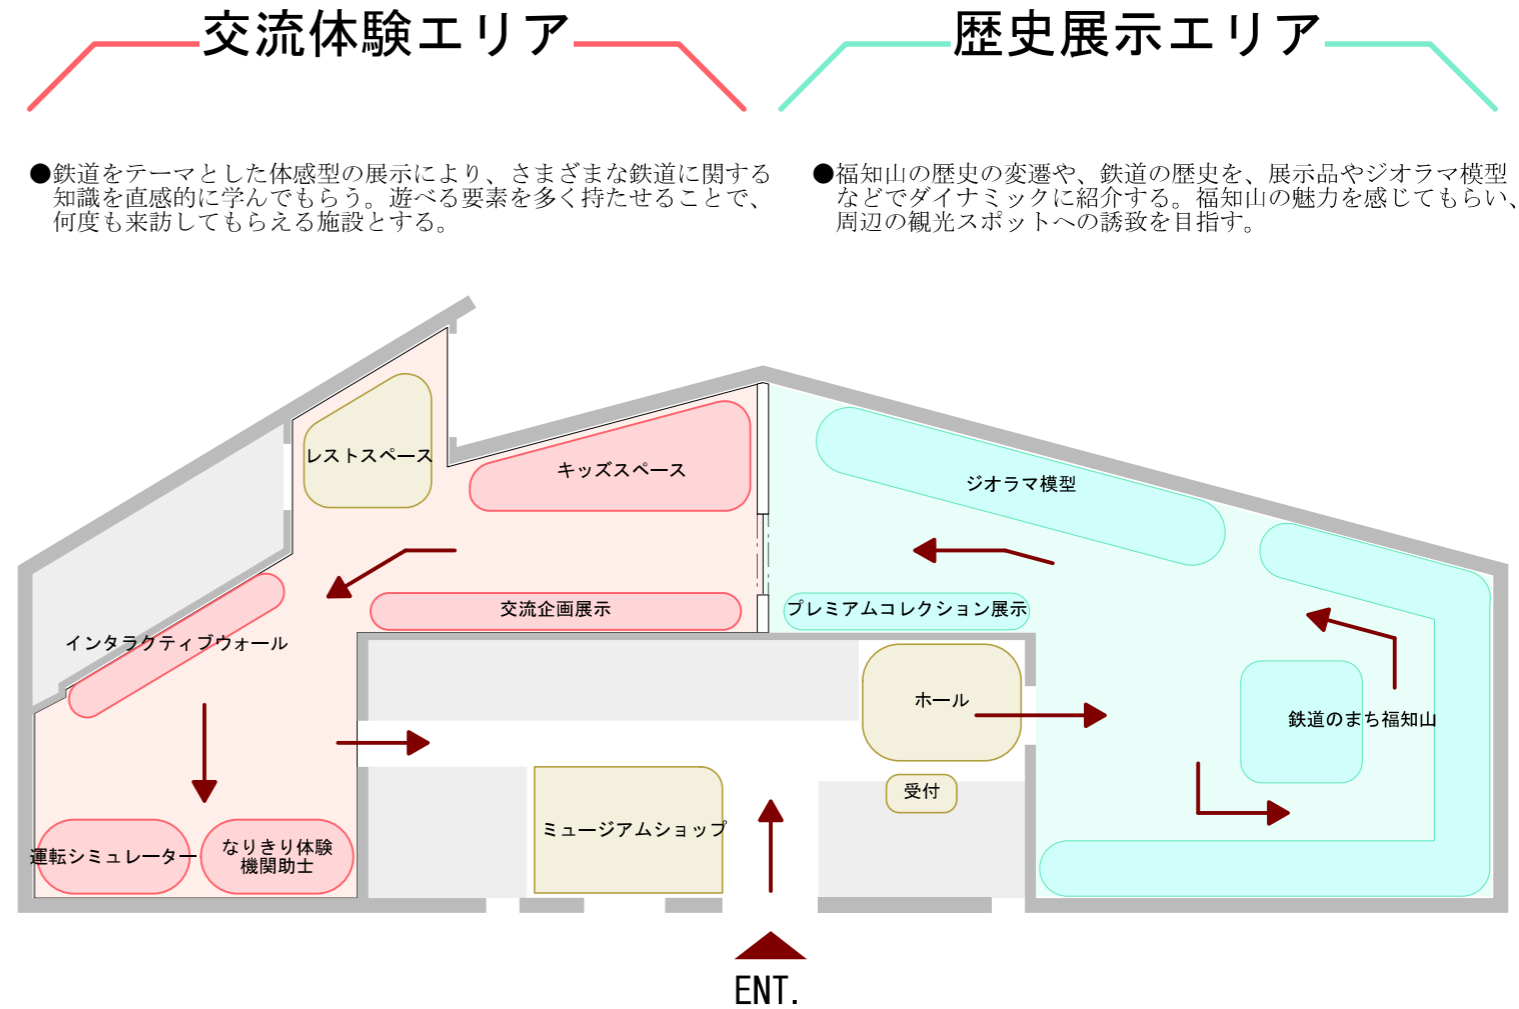 交流体験エリア
歴史展示エリア
●鉄道をテーマとした体感型の展示により、さまざまな鉄道に関する
知識を直感的に学んでもらう。遊べる要素を多く持たせることで、
何度も来訪してもらえる施設とする。
●福知山の歴史の変遷や、鉄道の歴史を、展示品やジオラマ模型
などでダイナミックに紹介する。福知山の魅力を感じてもらい、
周辺の観光スポットへの誘致を目指す。
レストスペース
キッズスペース
ジオラマ模型
交流企画展示
プレミアムコレクション展示
インタラクティブウォール
ホール
鉄道のまち福知山
受付
ミュージアムショップ
運転シミュレーター
なりきり体験
機関助士
ENT.